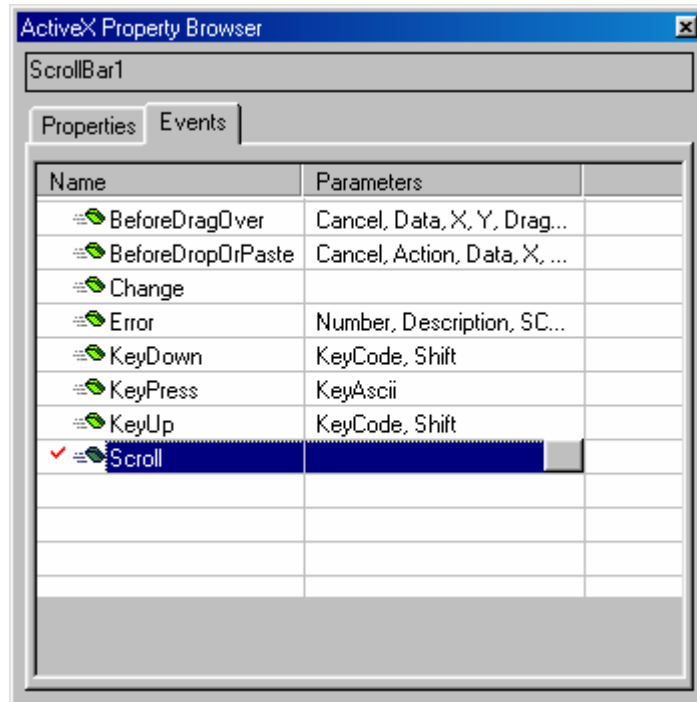 ActiveX Property Browser
ScrollBar1
Properties Events
Name Parameters
BeforeDragOver Cancel, Data, X, Y, Drag...
BeforeDropOrPaste Cancel, Action, Data, X, ...
Change
Error Number, Description, SC...
KeyDown KeyCode, Shift
KeyPress KeyAscii
KeyUp KeyCode, Shift
Scroll